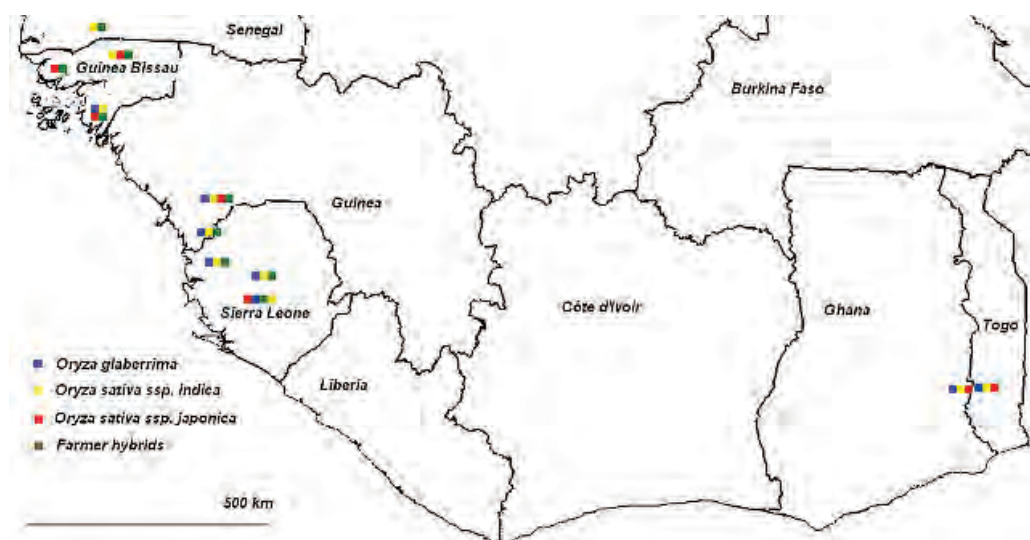 Senegal
Guinea Bissau
Burkina Faso
Guinea
Sierra Leone
Côte d'Ivoir
Ghana
Togo
Liberia
Oryza glaberrima
Oryza sativa ssp. indica
Oryza sativa ssp. japonica
Farmer hybrids
500 km